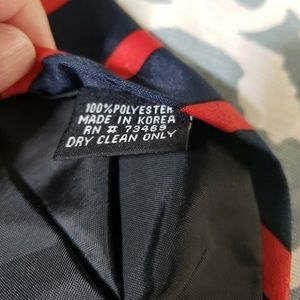 100% POLYESTER
MADE IN KOREA
RN # 73469
DRY CLEAN ONLY